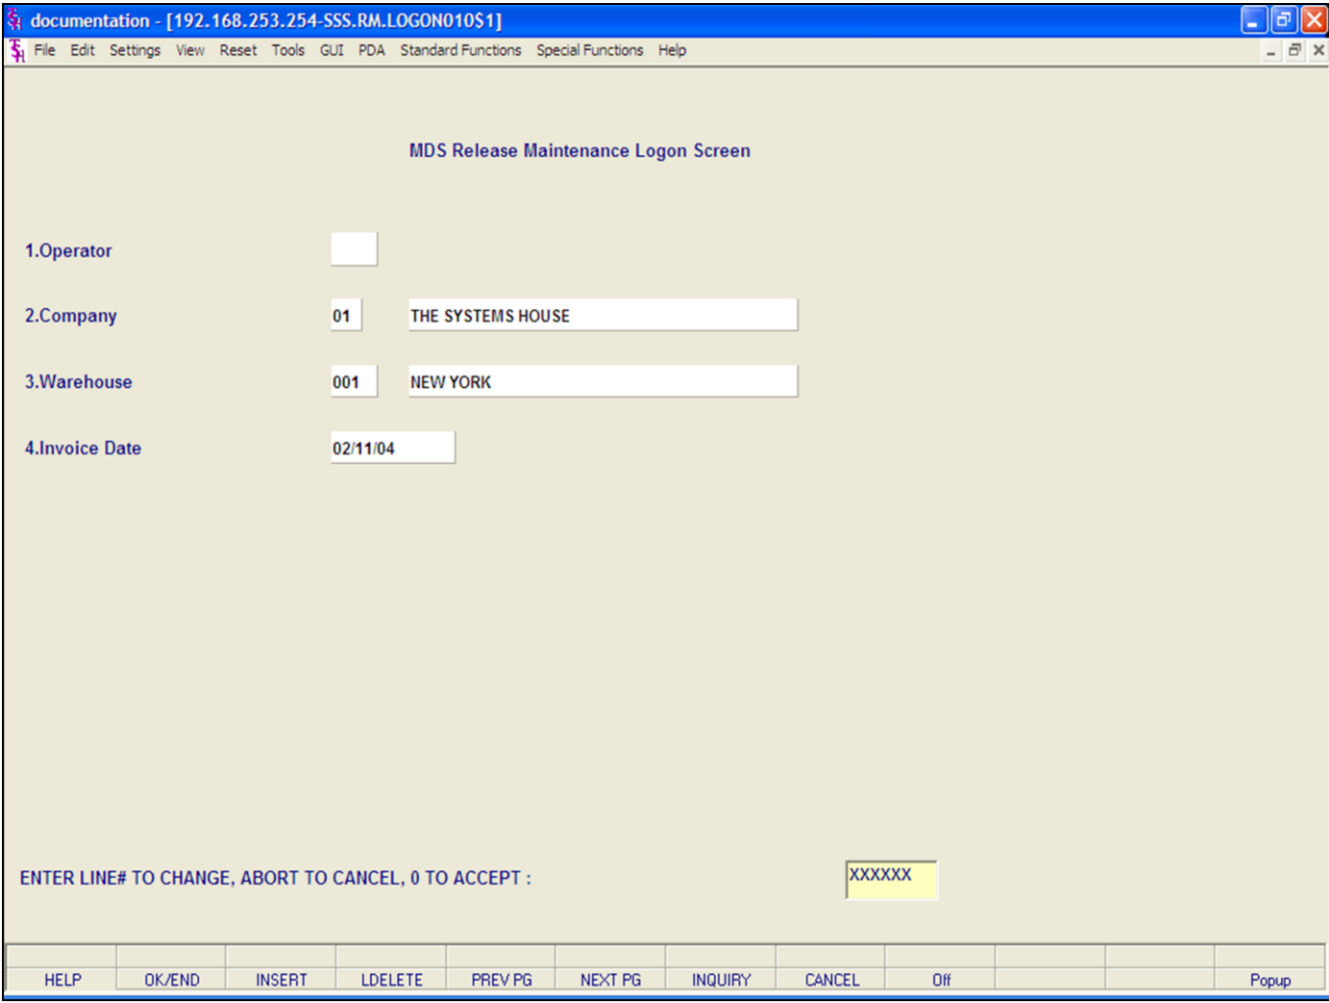 documentation - [192.168.253.254-SSS.RM.LOGON010$1]
File Edit Settings View Reset Tools GUI PDA Standard Functions Special Functions Help
MDS Release Maintenance Logon Screen
1.Operator
2.Company 01 THE SYSTEMS HOUSE
3.Warehouse 001 NEW YORK
4.Invoice Date 02/11/04
ENTER LINE# TO CHANGE, ABORT TO CANCEL, 0 TO ACCEPT : XXXXXX
HELP OK/END INSERT LDELETE PREV PG NEXT PG INQUIRY CANCEL Off Popup